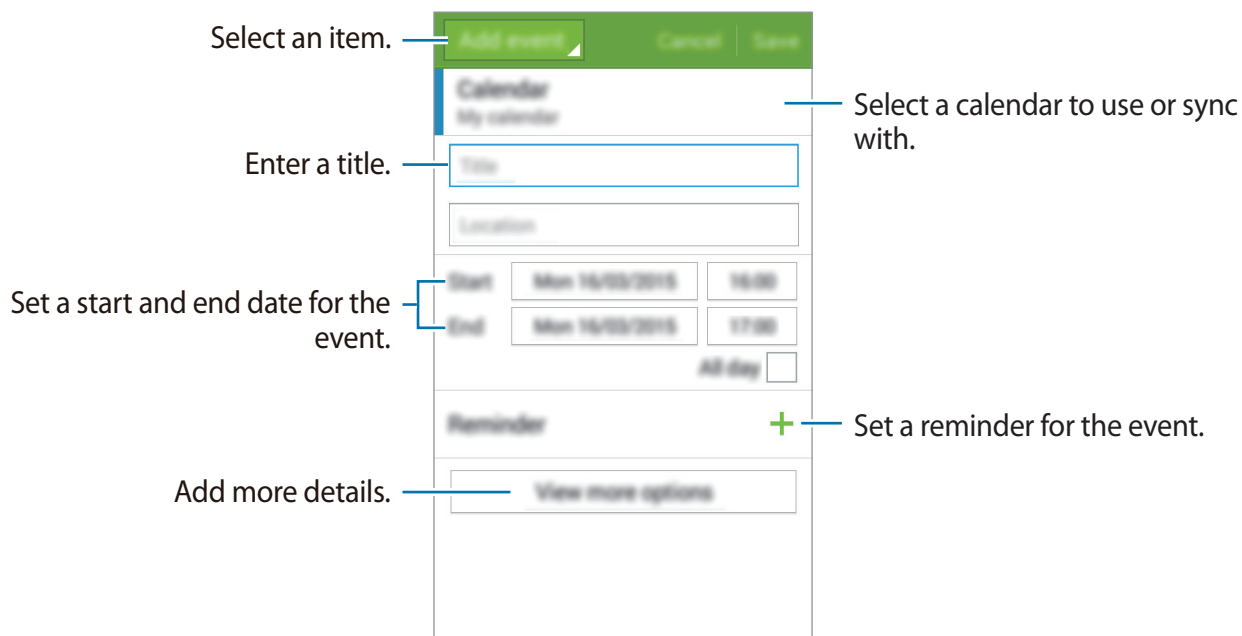 Select an item.
Add event
Cancel
Save
Calendar
My calendar
Select a calendar to use or sync
with.
Enter a title.
Title
Location
Set a start and end date for the
event.
Start
Mon 16/03/2015
16:00
End
Mon 16/03/2015
17:00
All day
Reminder
Set a reminder for the event.
Add more details.
View more options